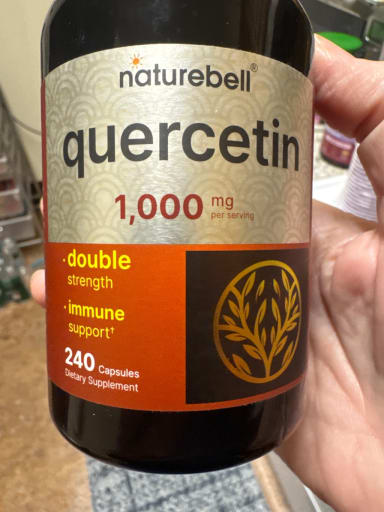 naturebell®
quercetin
1,000 mg
per serving
· double
strength
· immune
support†
240 Capsules
Dietary Supplement